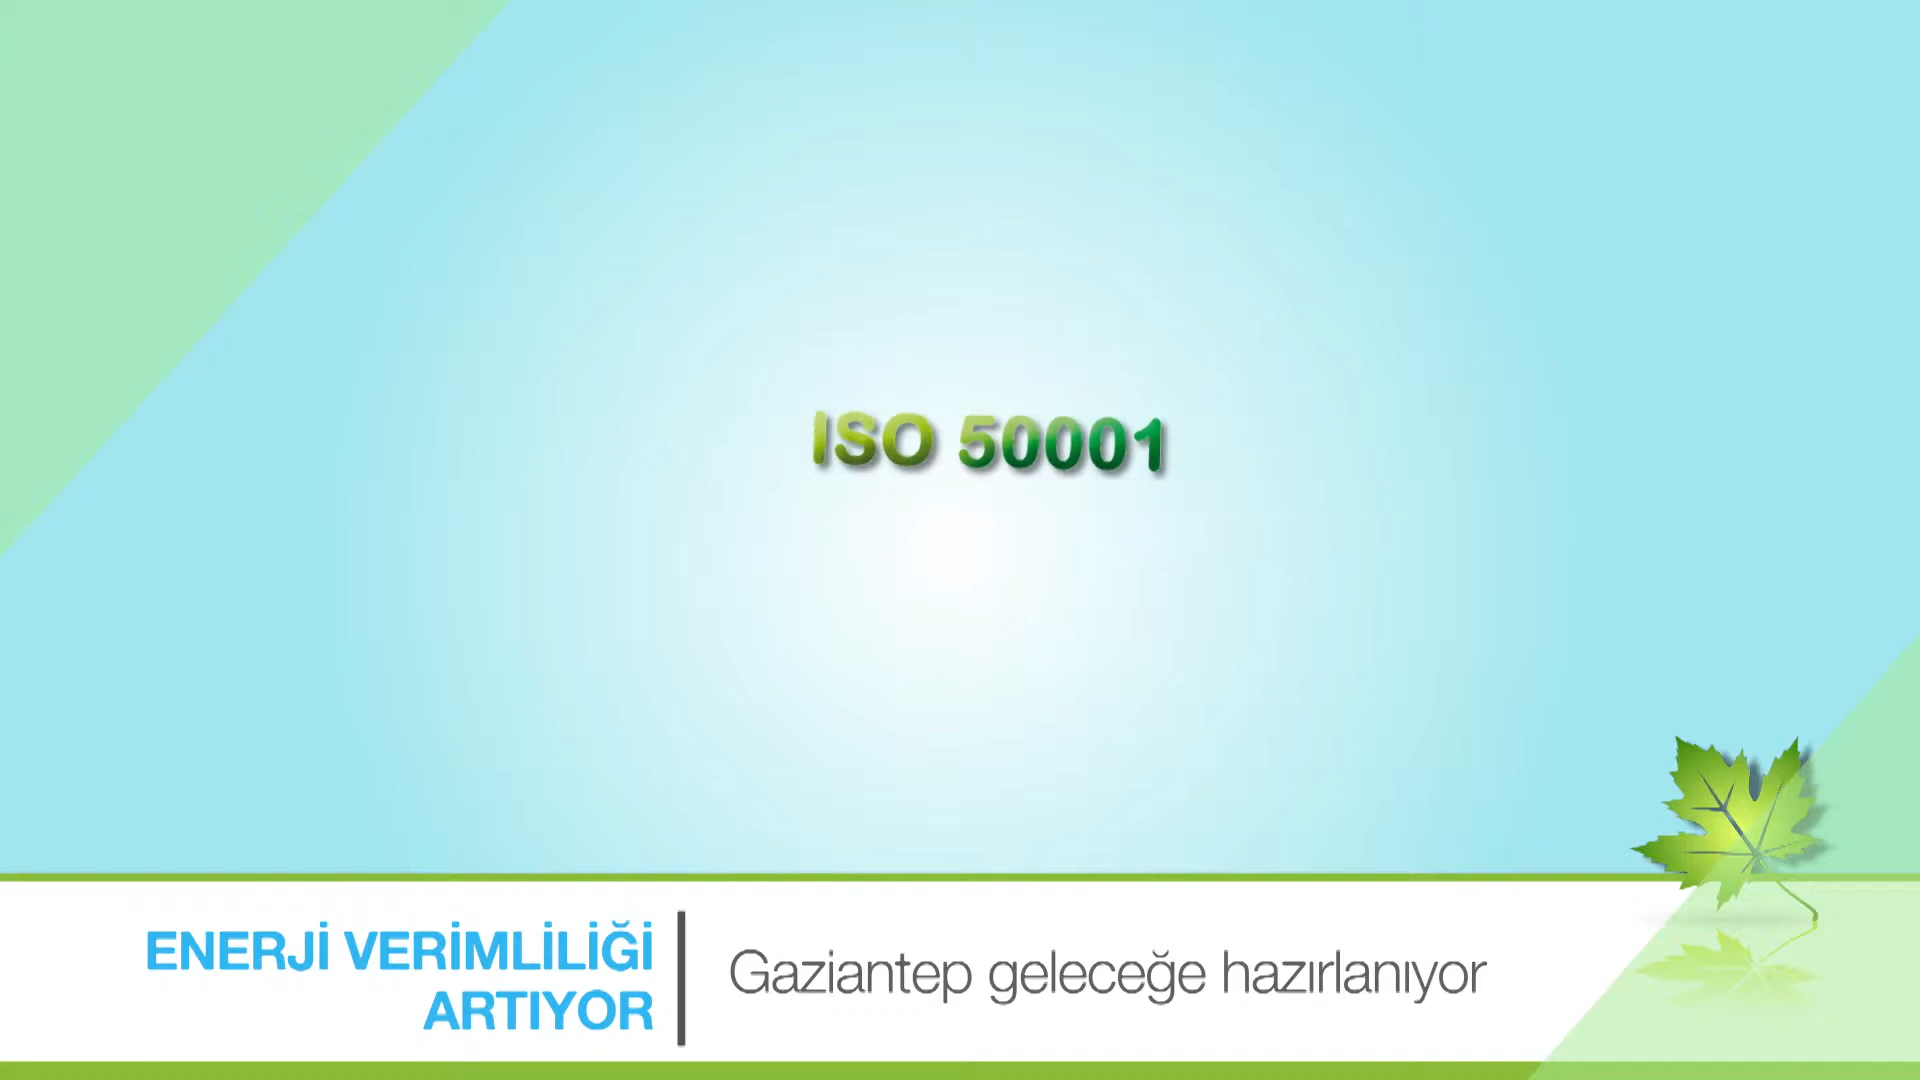 ISO 50001
ENERJİ VERİMLİLİĞİ
ARTIYOR
Gaziantep geleceğe hazırlanıyor